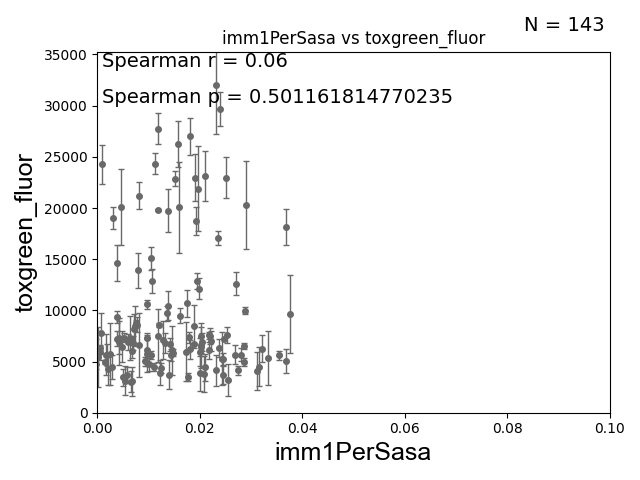 N = 143
imm1PerSasa vs toxgreen_fluor
Spearman r = 0.06
Spearman p = 0.501161814770235
35000
30000
25000
20000
15000
10000
5000
0
toxgreen_fluor
0.00 0.02 0.04 0.06 0.08 0.10
imm1PerSasa